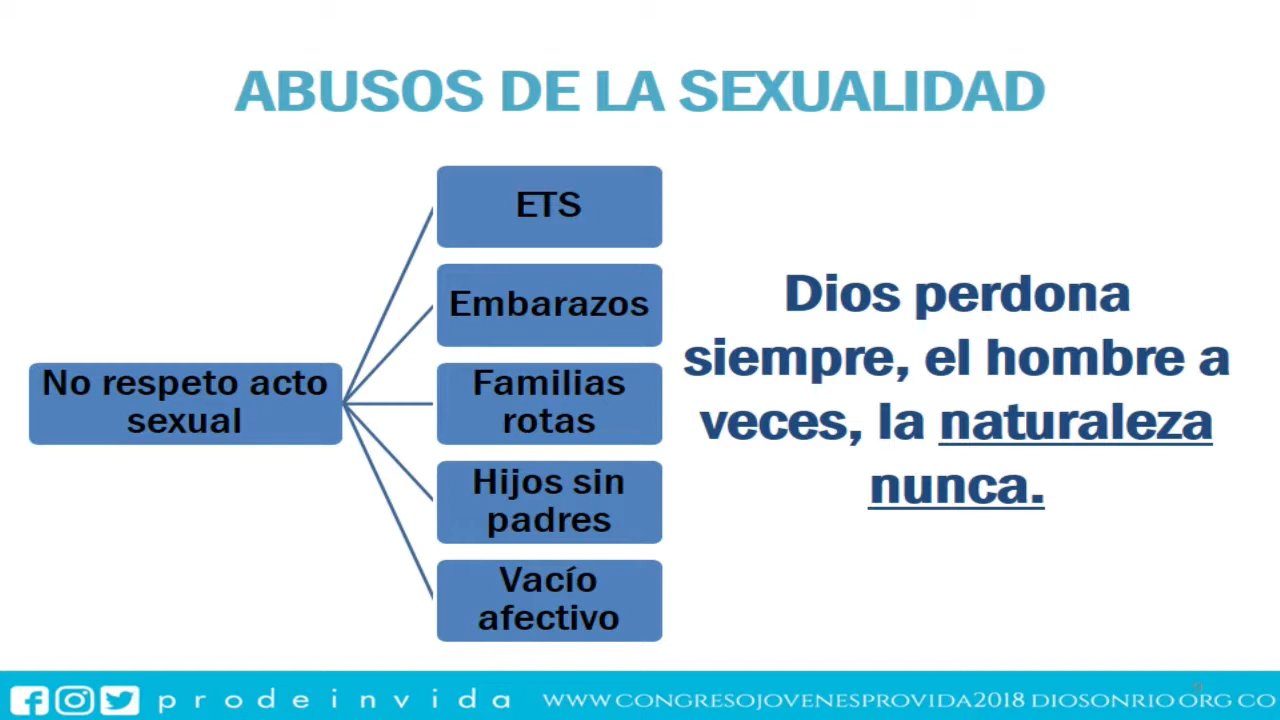 ABUSOS DE LA SEXUALIDAD
No respeto acto
sexual
ETS
Embarazos
Familias
rotas
Hijos sin
padres
Vacío
afectivo
Dios perdona
siempre, el hombre a
veces, la naturaleza
nunca.
prodeinvida
WWW.CONGRESOJOVENESPROVIDA2018 DIOSONRIO ORG CO